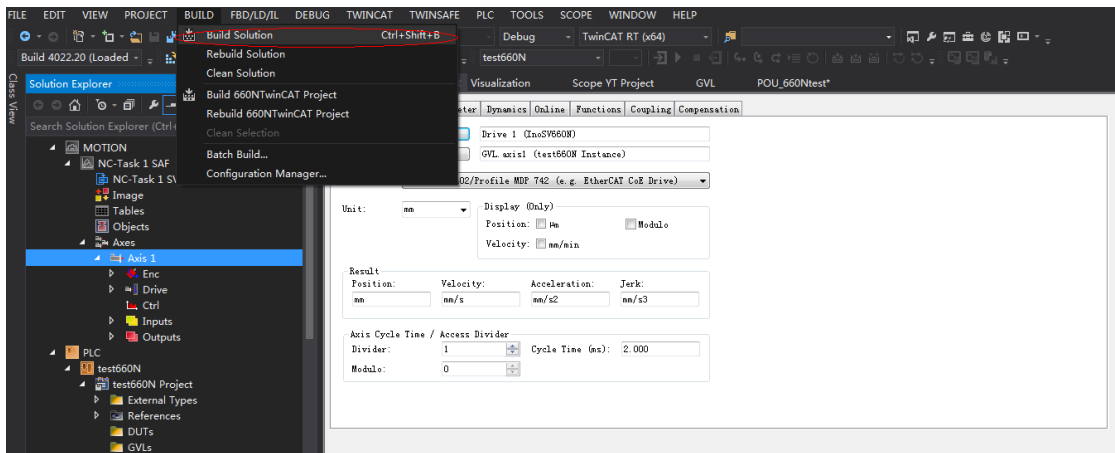 FILE EDIT VIEW PROJECT BUILD FBD/LD/IL DEBUG TWINCAT TWINSAFE PLC TOOLS SCOPE WINDOW HELP
Build Solution Ctrl+Shift+B
Debug TwinCAT RT (x64)
Build 4022.20 (Loaded
Rebuild Solution
test660N
Clean Solution
Class View
Solution Explorer
Visualization Scope YT Project GVL POU_660Ntest*
Build 660NTwinCAT Project
Rebuild 660NTwinCAT Project
eter Dynamics Online Functions Coupling Compensation
Search Solution Explorer (Ctrl+
Clean Selection
Drive 1 (InoSV660N)
MOTION
Batch Build...
GVL.axis1 (test660N Instance)
NC-Task 1 SAF
Configuration Manager...
NC-Task 1 SV
02/Profile MDP 742 (e.g. EtherCAT CoE Drive)
Image
Tables
Unit: mm Display (Only)
Objects
Position: µm Modulo
Axes
Velocity: mm/min
Axis 1
Enc
Result
Drive
Position: Velocity: Acceleration: Jerk:
Ctrl
mm mm/s mm/s2 mm/s3
Inputs
Outputs
Axis Cycle Time / Access Divider
PLC
Divider: 1 Cycle Time (ms): 2.000
test660N
Modulo: 0
test660N Project
External Types
References
DUTs
GVLs